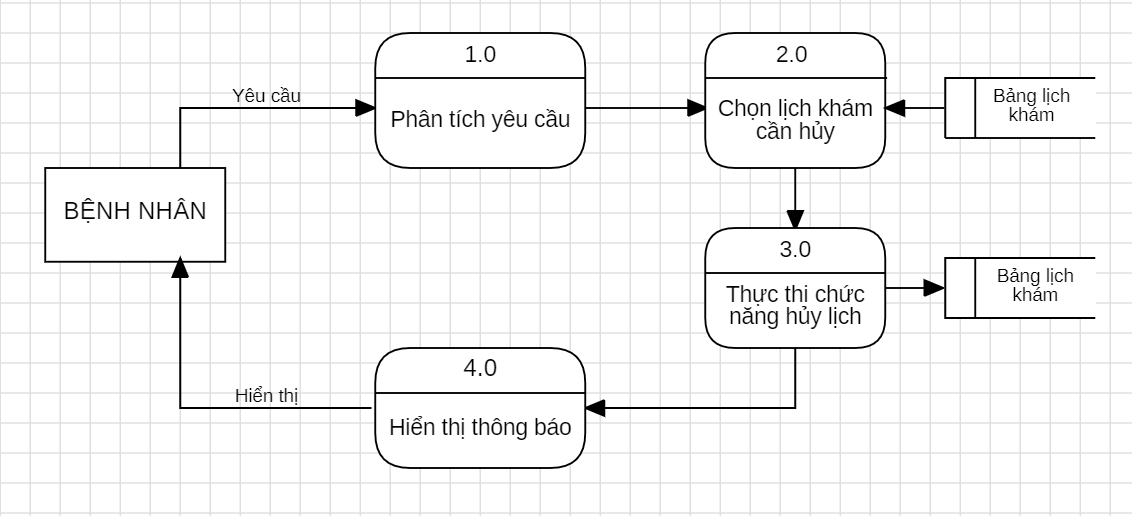 1.0
Phân tích yêu cầu
2.0
Chọn lịch khám
cần hủy
Bảng lịch
khám
Yêu cầu
BỆNH NHÂN
3.0
Thực thi chức
năng hủy lịch
Bảng lịch
khám
4.0
Hiển thị thông báo
Hiển thị